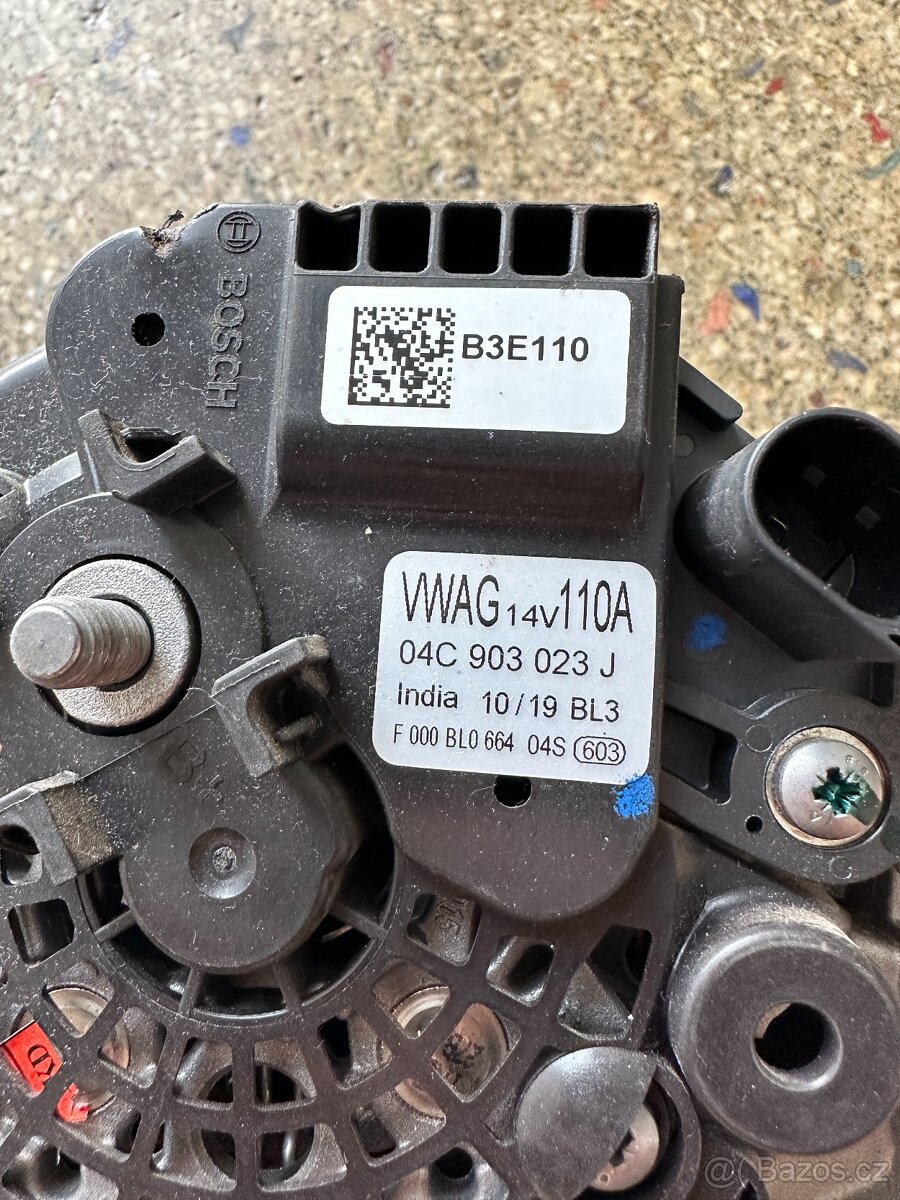 BOSCH
B3E110
VWAG 14V 110A
04C 903 023 J
India 10/19 BL3
F 000 BL0 664 04S 603
B+
@ Bazos.cz